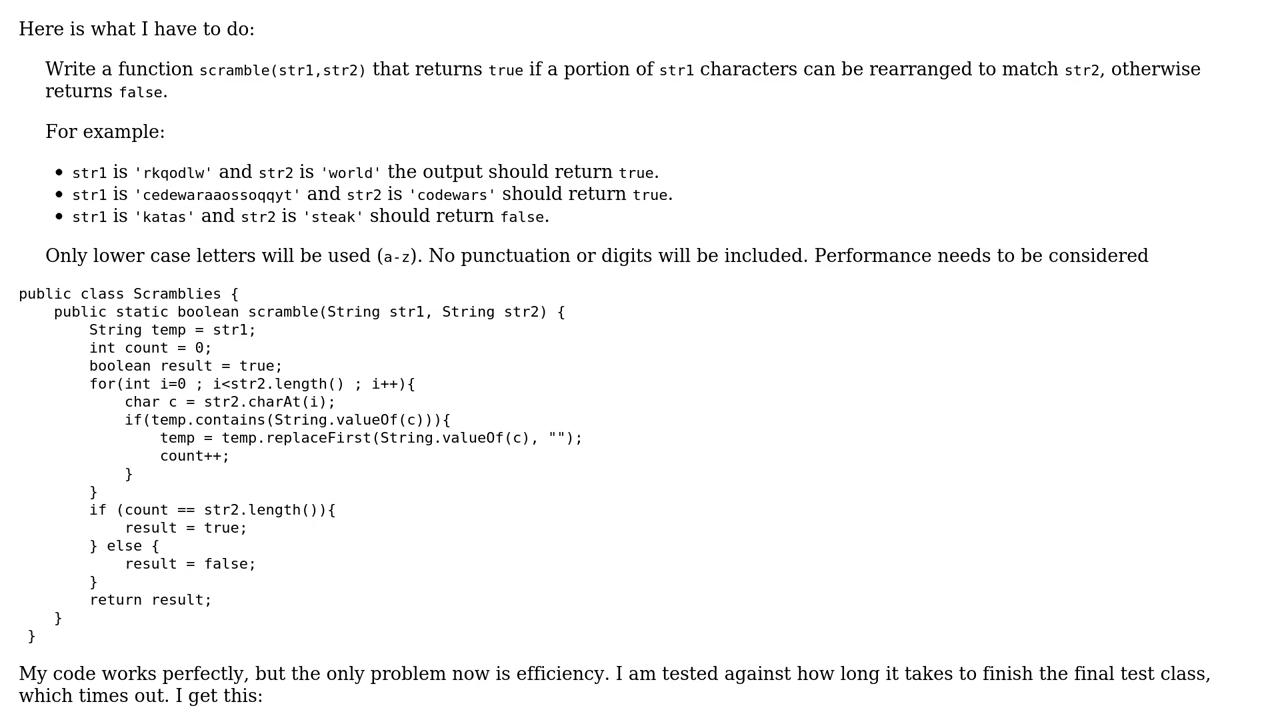 Here is what I have to do:
Write a function scramble(str1,str2) that returns true if a portion of str1 characters can be rearranged to match str2, otherwise
returns false.
For example:
• str1 is 'rkqodlw' and str2 is 'world' the output should return true.
• str1 is 'cedewaraaossoqqyt' and str2 is 'codewars' should return true.
• str1 is 'katas' and str2 is 'steak' should return false.
Only lower case letters will be used (a-z). No punctuation or digits will be included. Performance needs to be considered
public class Scramblies {
    public static boolean scramble(String str1, String str2) {
        String temp = str1;
        int count = 0;
        boolean result = true;
        for(int i=0 ; i<str2.length() ; i++){
            char c = str2.charAt(i);
            if(temp.contains(String.valueOf(c))){
                temp = temp.replaceFirst(String.valueOf(c), "");
                count++;
            }
        }
        if (count == str2.length()){
            result = true;
        } else {
            result = false;
        }
        return result;
    }
 }
My code works perfectly, but the only problem now is efficiency. I am tested against how long it takes to finish the final test class,
which times out. I get this: